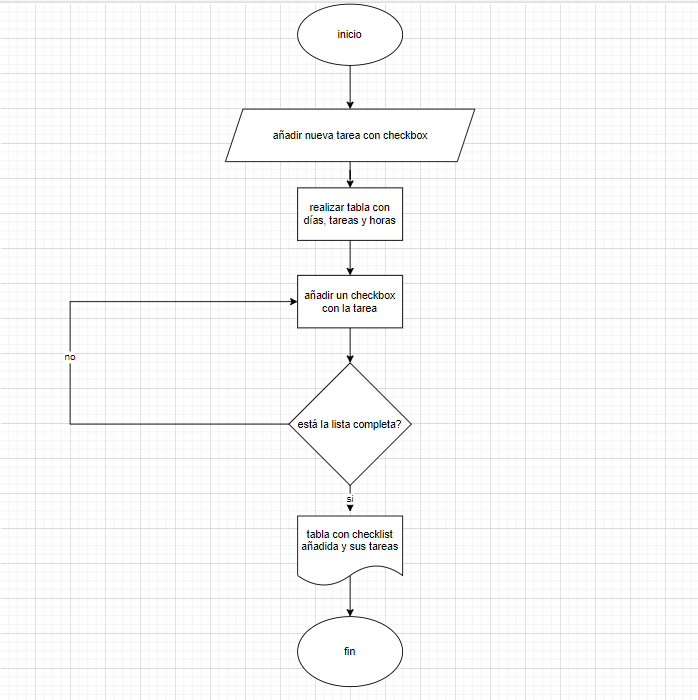 inicio
añadir nueva tarea con checkbox
realizar tabla con
días, tareas y horas
añadir un checkbox
con la tarea
no
está la lista completa?
si
tabla con checklist
añadida y sus tareas
fin